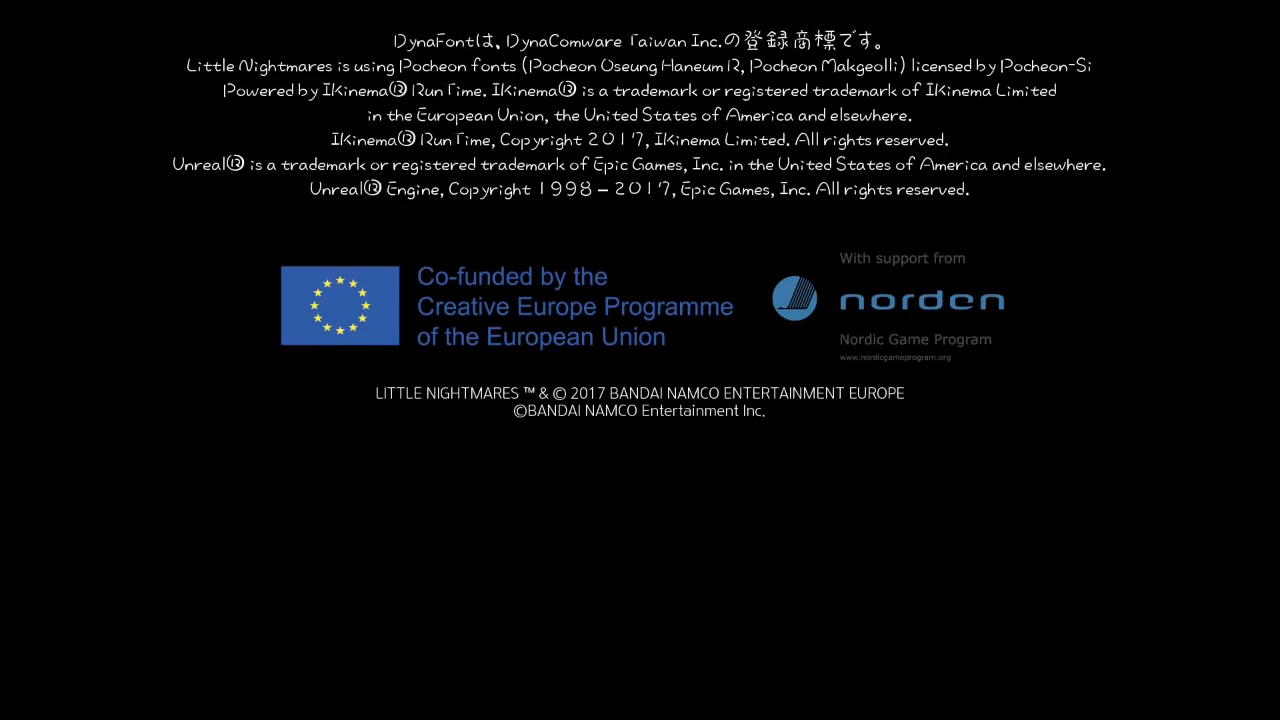 DynaFontは、DynaComware Taiwan Inc.の登録商標です。
Little Nightmares is using Pocheon fonts (Pocheon Oseung Haneum R, Pocheon Makgeolli) licensed by Pocheon-Si
Powered by IKinema® RunTime. IKinema® is a trademark or registered trademark of IKinema Limited
in the European Union, the United States of America and elsewhere.
IKinema® RunTime, Copyright 2017, IKinema Limited. All rights reserved.
Unreal® is a trademark or registered trademark of Epic Games, Inc. in the United States of America and elsewhere.
Unreal® Engine, Copyright 1998 – 2017, Epic Games, Inc. All rights reserved.
Co-funded by the
Creative Europe Programme
of the European Union
With support from
norden
Nordic Game Program
www.nordicgameprogram.org
LITTLE NIGHTMARES ™ & © 2017 BANDAI NAMCO ENTERTAINMENT EUROPE
©BANDAI NAMCO Entertainment Inc.